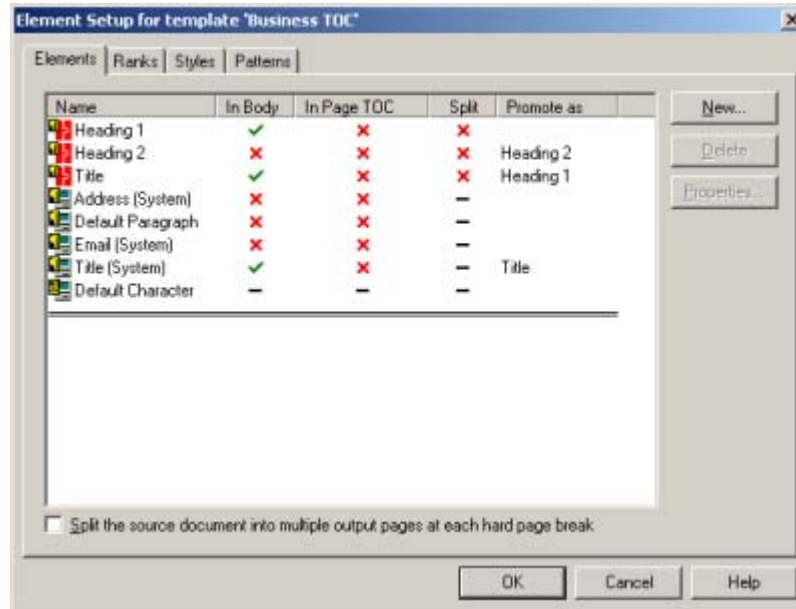 Element Setup for template 'Business TOC'
Elements Ranks Styles Patterns
Name In Body In Page TOC Split Promote as
Heading 1
Heading 2 Heading 2
Title Heading 1
Address (System)
Default Paragraph
Email (System)
Title (System) Title
Default Character
New...
Delete
Properties...
Split the source document into multiple output pages at each hard page break
OK Cancel Help